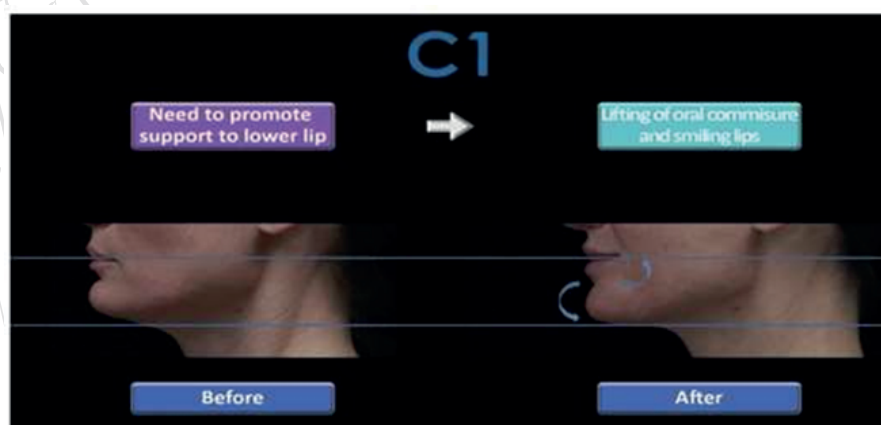 C1
Need to promote
support to lower lip
Lifting of oral commisure
and smiling lips
Before
After